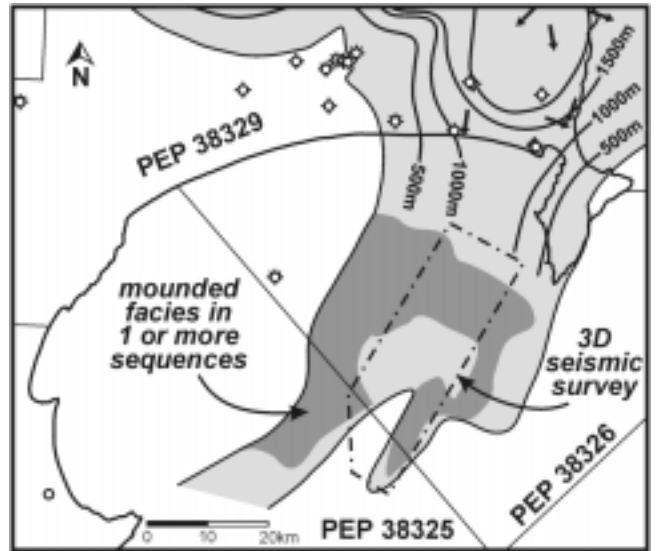 N
1500m
1000m
500m
PEP 38329
500m
1000m
mounded
facies in
1 or more
sequences
3D
seismic
survey
PEP 38326
PEP 38325
0 10 20km